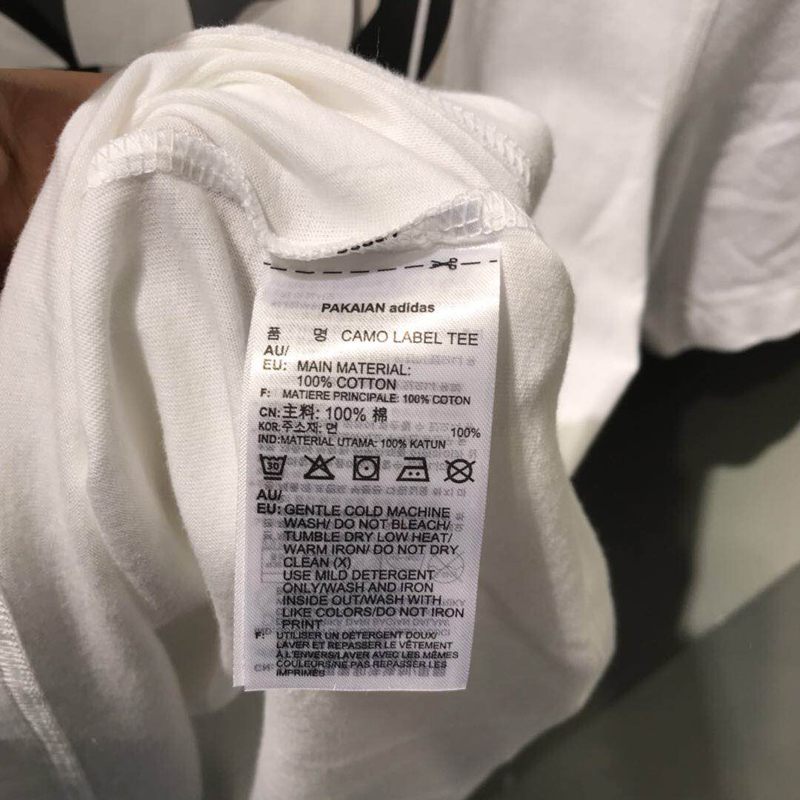 PAKAIAN adidas
품 명 CAMO LABEL TEE
AU/
EU: MAIN MATERIAL:
100% COTTON
F: MATIERE PRINCIPALE: 100% COTON
CN: 主料: 100% 棉
KOR: 주소재: 면 100%
IND: MATERIAL UTAMA: 100% KATUN
30
AU/
EU: GENTLE COLD MACHINE
WASH/ DO NOT BLEACH/
TUMBLE DRY LOW HEAT/
WARM IRON/ DO NOT DRY
CLEAN (X)
USE MILD DETERGENT
ONLY/WASH AND IRON
INSIDE OUT/WASH WITH
LIKE COLORS/DO NOT IRON
PRINT
F: UTILISER UN DÉTERGENT DOUX/
LAVER ET REPASSER LE VÊTEMENT
À L'ENVERS/LAVER AVEC LES MÊMES
COULEURS/NE PAS REPASSER LES
IMPRIMÉS
CN: